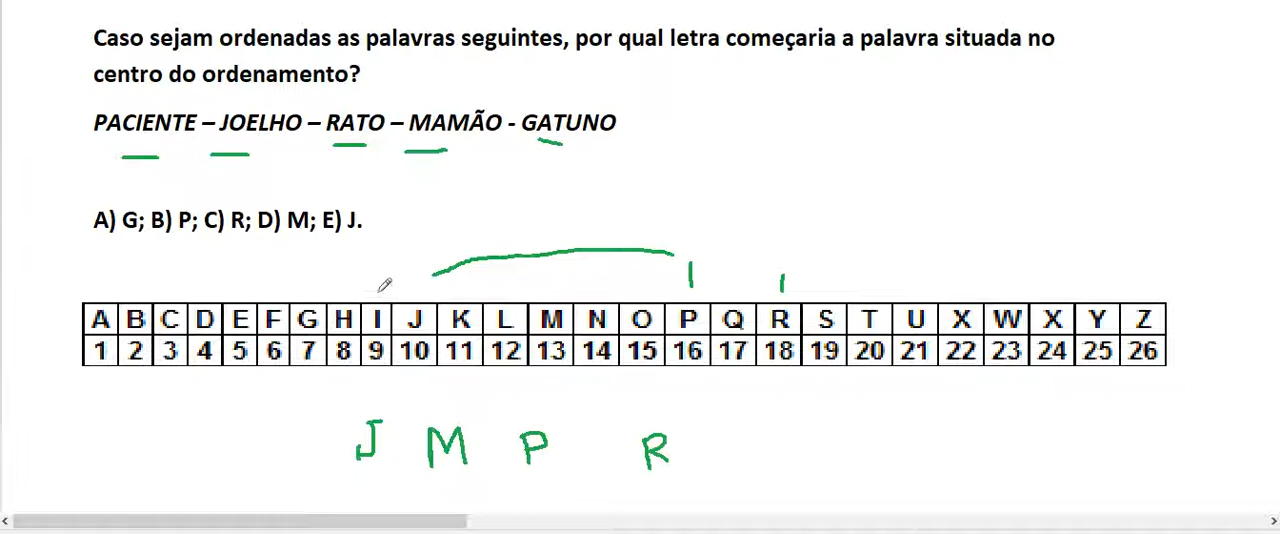 Caso sejam ordenadas as palavras seguintes, por qual letra começaria a palavra situada no
centro do ordenamento?
PACIENTE – JOELHO – RATO – MAMÃO - GATUNO
A) G; B) P; C) R; D) M; E) J.
A B C D E F G H I J K L M N O P Q R S T U X W X Y Z
1 2 3 4 5 6 7 8 9 10 11 12 13 14 15 16 17 18 19 20 21 22 23 24 25 26
J M P R